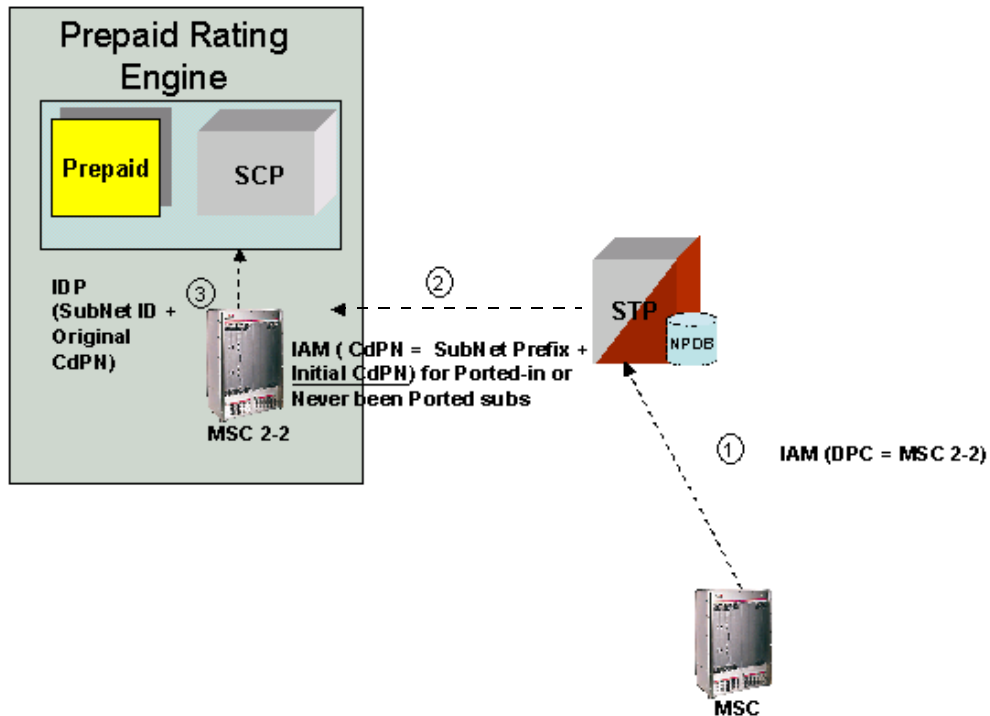 Prepaid Rating
Engine
Prepaid
SCP
IDP
(SubNet ID +
Original
CdPN)
3
MSC 2-2
2
IAM ( CdPN = SubNet Prefix +
Initial CdPN) for Ported-in or
Never been Ported subs
STP
NPDB
1
IAM (DPC = MSC 2-2)
MSC